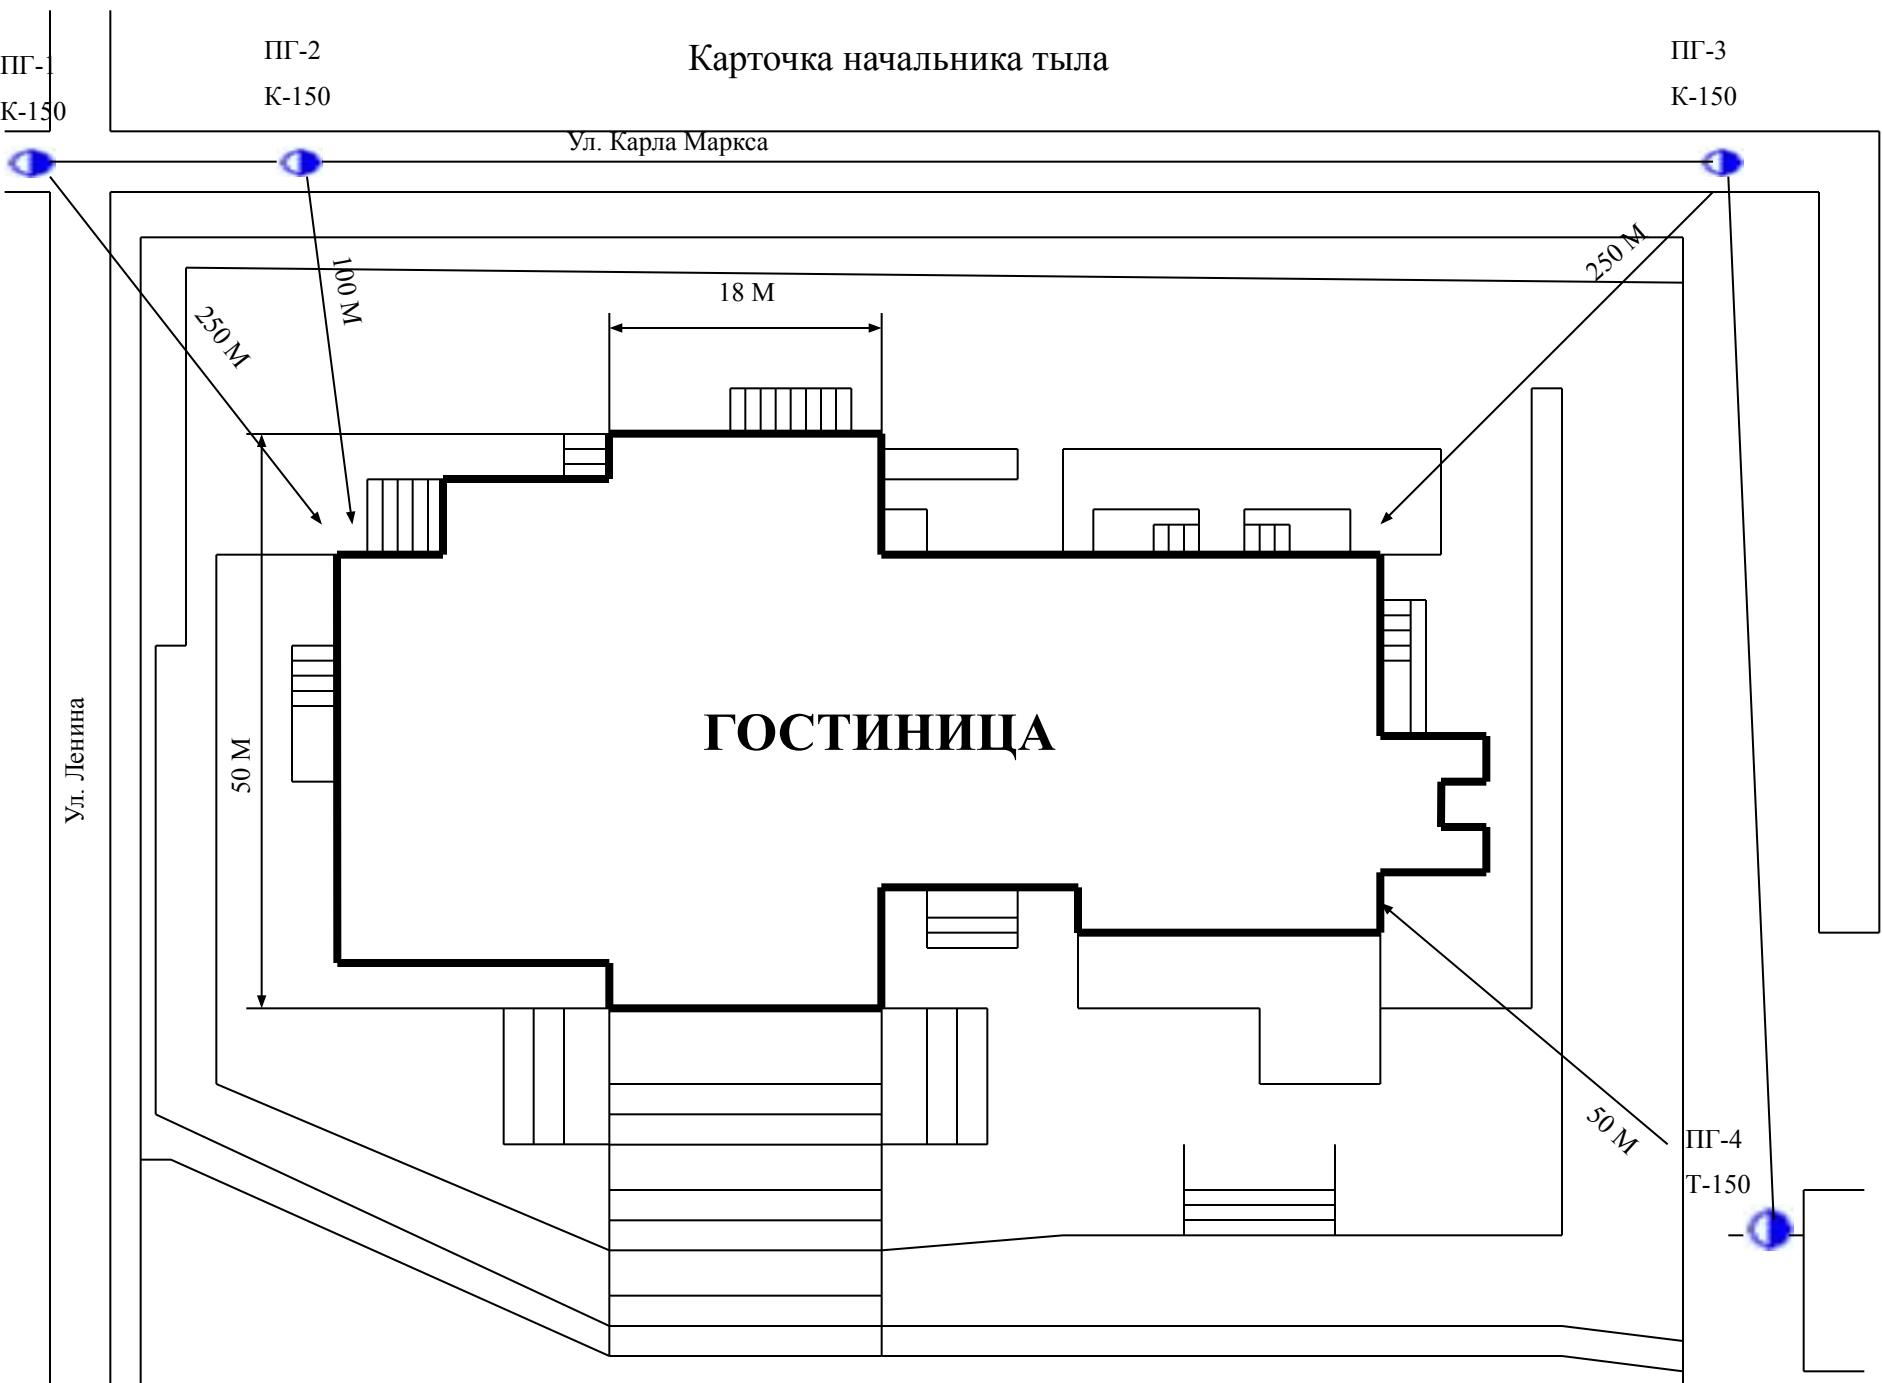 Карточка начальника тыла
ПГ-1
К-150
ПГ-2
К-150
ПГ-3
К-150
Ул. Карла Маркса
250 М
100 М
18 М
250 М
50 М
Ул. Ленина
ГОСТИНИЦА
50 М
ПГ-4
Т-150